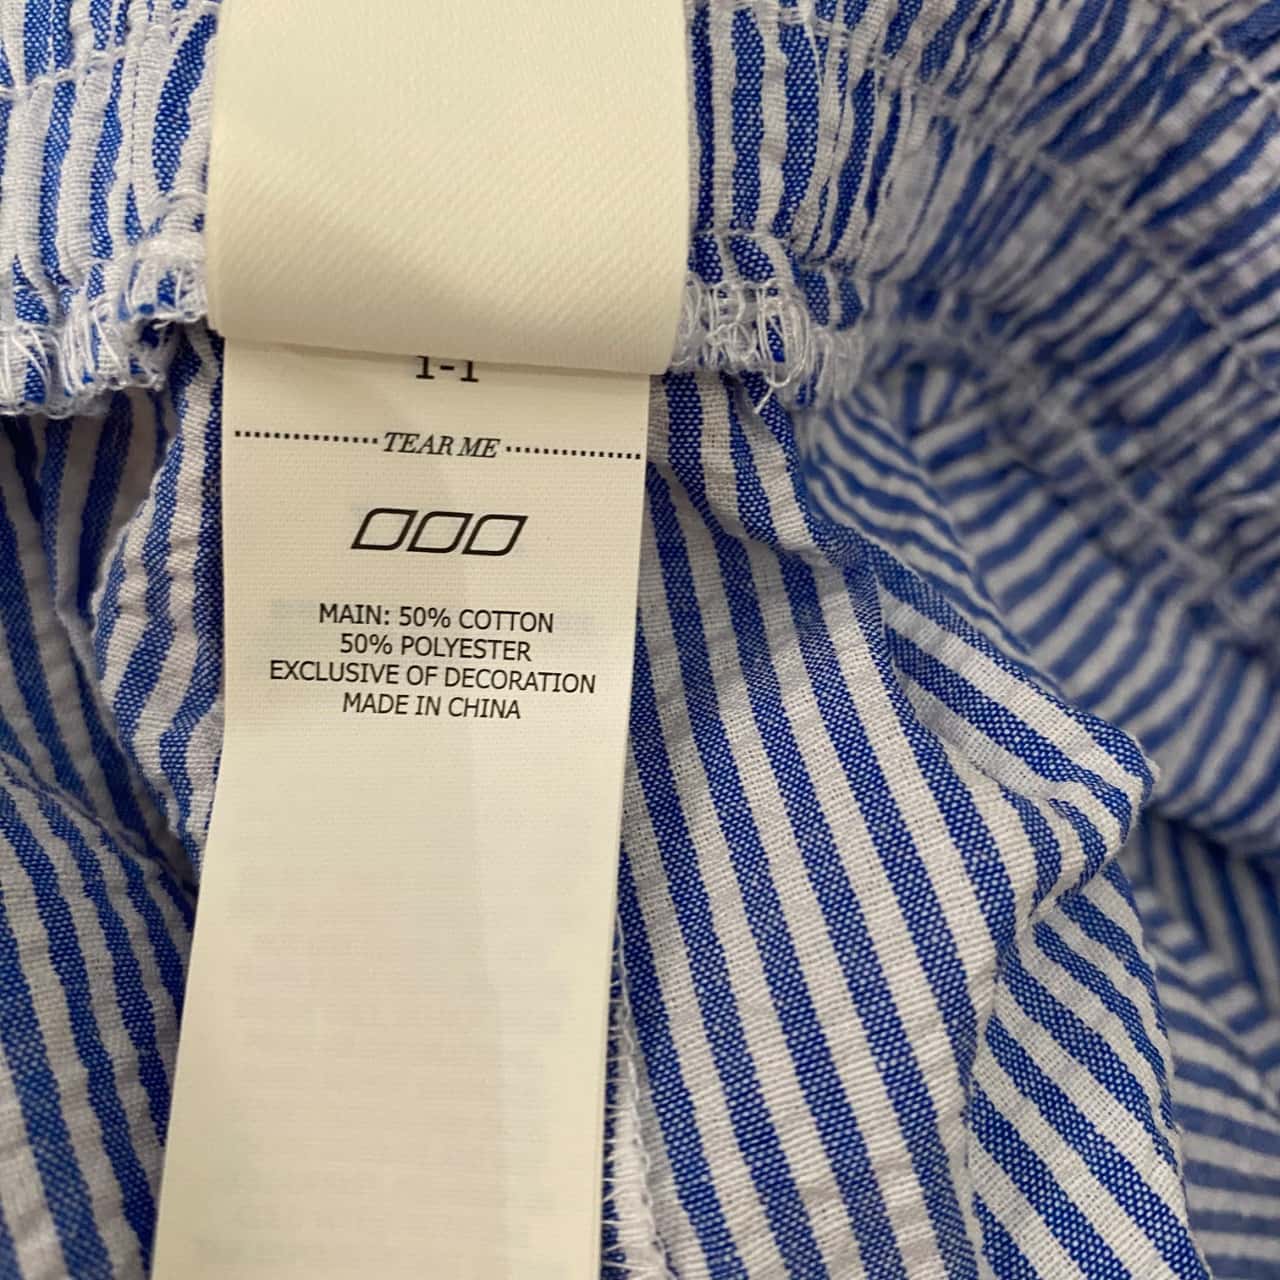 1-1
TEAR ME
MAIN: 50% COTTON
50% POLYESTER
EXCLUSIVE OF DECORATION
MADE IN CHINA